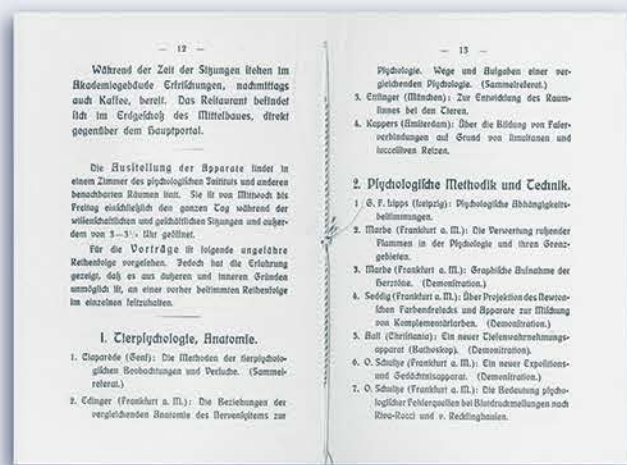 — 12 —
Während der Zeit der Sitzungen stehen im
Akademiegebäude Erfrischungen, nachmittags
auch Kaffee, bereit. Das Restaurant befindet
sich im Erdgeschoß des Mittelbaues, direkt
gegenüber dem Hauptportal.
Die Ausstellung der Apparate findet in
einem Zimmer des psychologischen Instituts und anderen
benachbarten Räumen statt. Sie ist von Mittwoch bis
Freitag einschließlich den ganzen Tag während der
wissenschaftlichen und geschäftlichen Sitzungen und außer-
dem von Uhr geöffnet.
Für die Vorträge ist folgende ungefähre
Reihenfolge vorgesehen. Jedoch hat die Erfahrung
gezeigt, daß es aus äußeren und inneren Gründen
unmöglich ist, an einer vorher bestimmten Reihenfolge
im einzelnen festzuhalten.
1. Tierpsychologie, Anatomie.
1. Claparède (Genf): Die Methoden der tierpsycholo-
gischen Beobachtungen und Versuche. (Sammel-
referat.)
2. Edinger (Frankfurt a. M.): Die Beziehungen der
vergleichenden Anatomie des Nervensystems zur
— 13 —
Psychologie. Wege und Aufgaben einer ver-
gleichenden Psychologie. (Sammelreferat.)
3. Ettlinger (München): Zur Entwicklung des Raum-
sinnes bei den Tieren.
4. Kappers (Amsterdam): Über die Bildung von Faser-
verbindungen auf Grund von simultanen und
successiven Reizen.
2. Psychologische Methodik und Technik.
1 G. F. Lipps (Leipzig): Psychologische Abhängigkeits-
bestimmungen.
2. Marbe (Frankfurt a. M.): Die Verwertung rußender
Flammen in der Psychologie und ihren Grenz-
gebieten.
3. Marbe (Frankfurt a. M.): Graphische Aufnahme der
Herztöne. (Demonstration.)
4. Seddig (Frankfurt a. M.): Über Projektion des Newton-
schen Farbendreiecks und Apparate zur Mischung
von Komplementärfarben. (Demonstration.)
5. Aall (Christiania): Ein neuer Tiefenwahrnehmungs-
apparat (Bathoskop). (Demonstration).
6. O. Schultze (Frankfurt a. M.): Ein neuer Expositions-
und Gedächtnisapparat. (Demonstration.)
7. O. Schultze (Frankfurt a. M.): Die Bedeutung psycho-
logischer Fehlerquellen bei Blutdruckmessungen nach
Riva-Rocci und v. Recklinghausen.